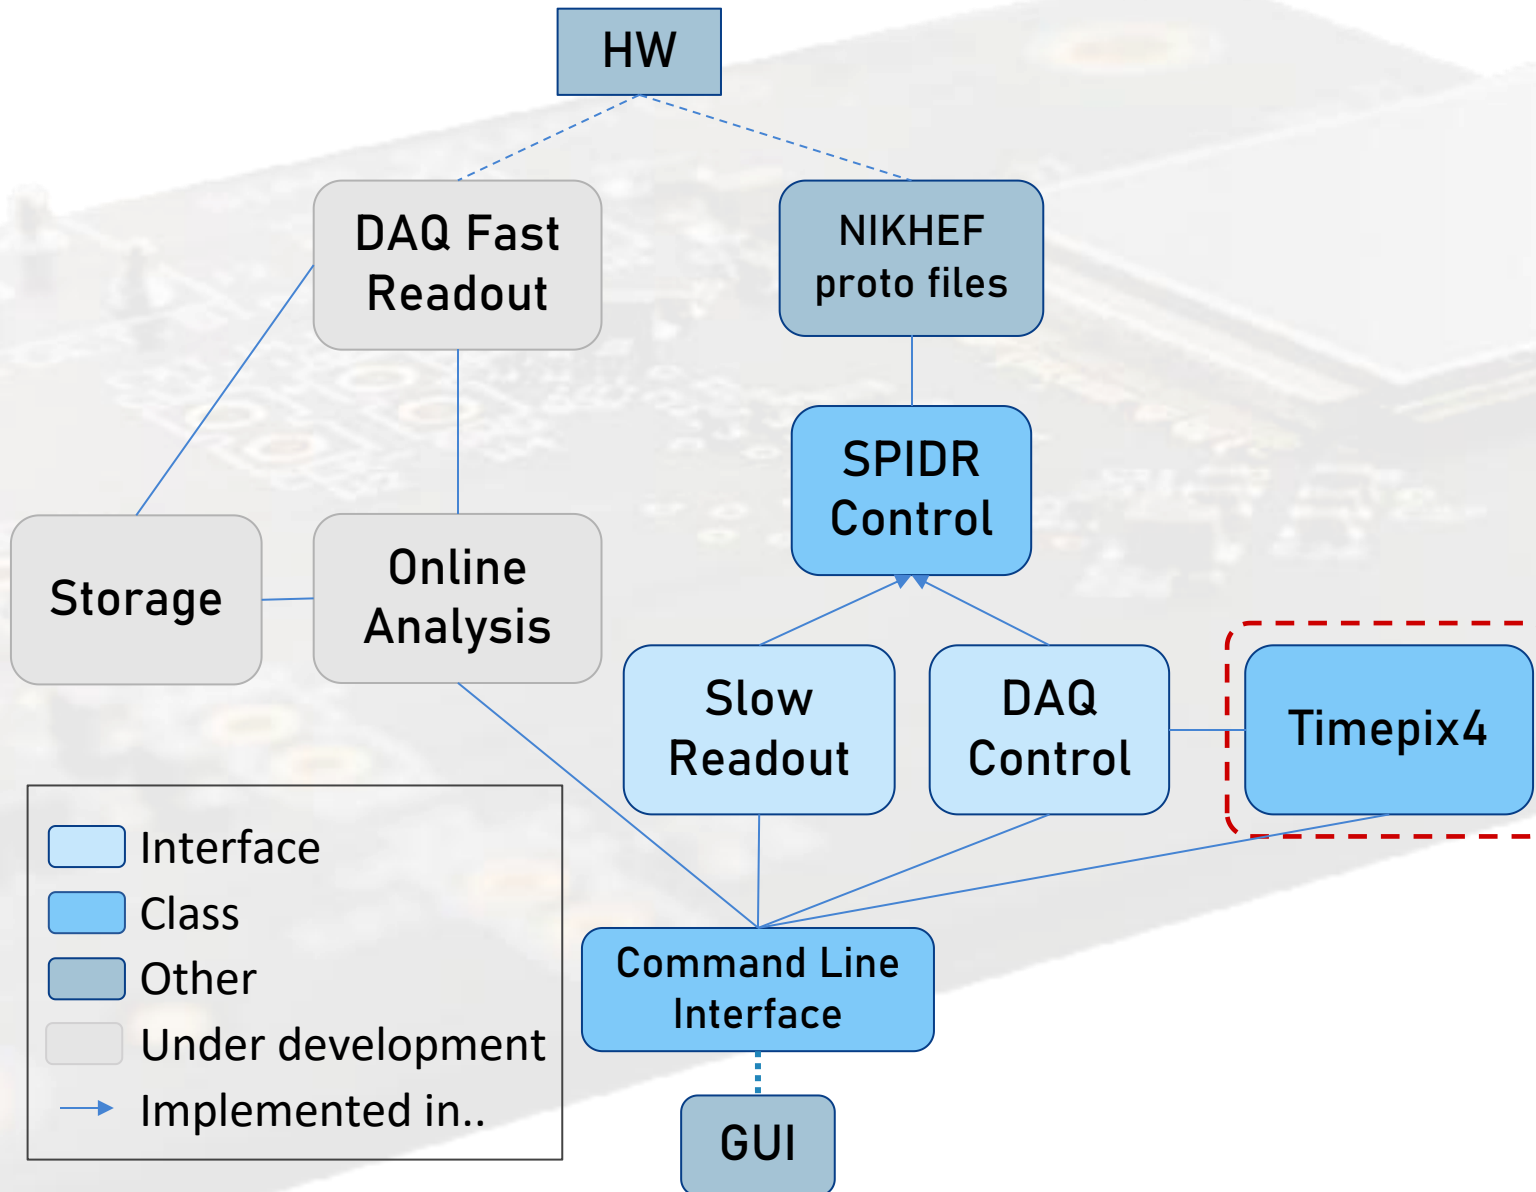 HW
DAQ Fast
Readout
NIKHEF
proto files
SPIDR
Control
Storage
Online
Analysis
Slow
Readout
DAQ
Control
Timepix4
Interface
Class
Other
Under development
Implemented in..
Command Line
Interface
GUI